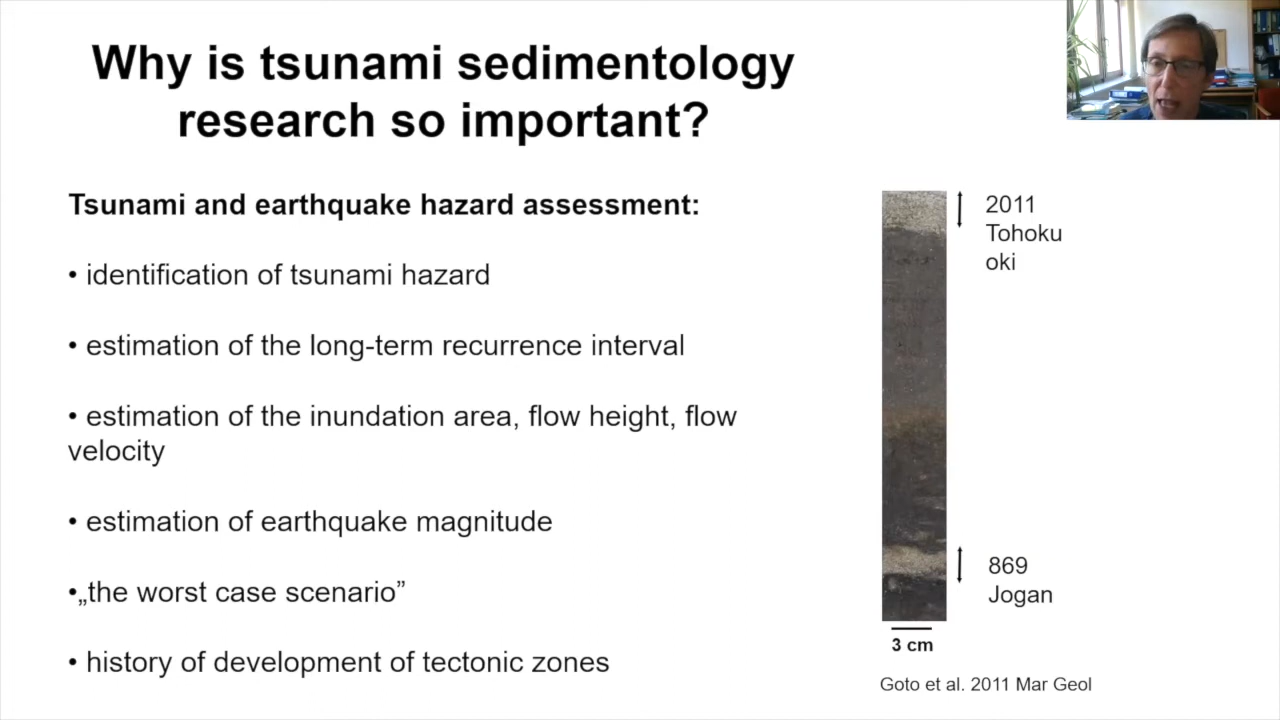 Why is tsunami sedimentology
research so important?
Tsunami and earthquake hazard assessment:
• identification of tsunami hazard
• estimation of the long-term recurrence interval
• estimation of the inundation area, flow height, flow
velocity
• estimation of earthquake magnitude
•„the worst case scenario”
• history of development of tectonic zones
2011
Tohoku
oki
869
Jogan
3 cm
Goto et al. 2011 Mar Geol